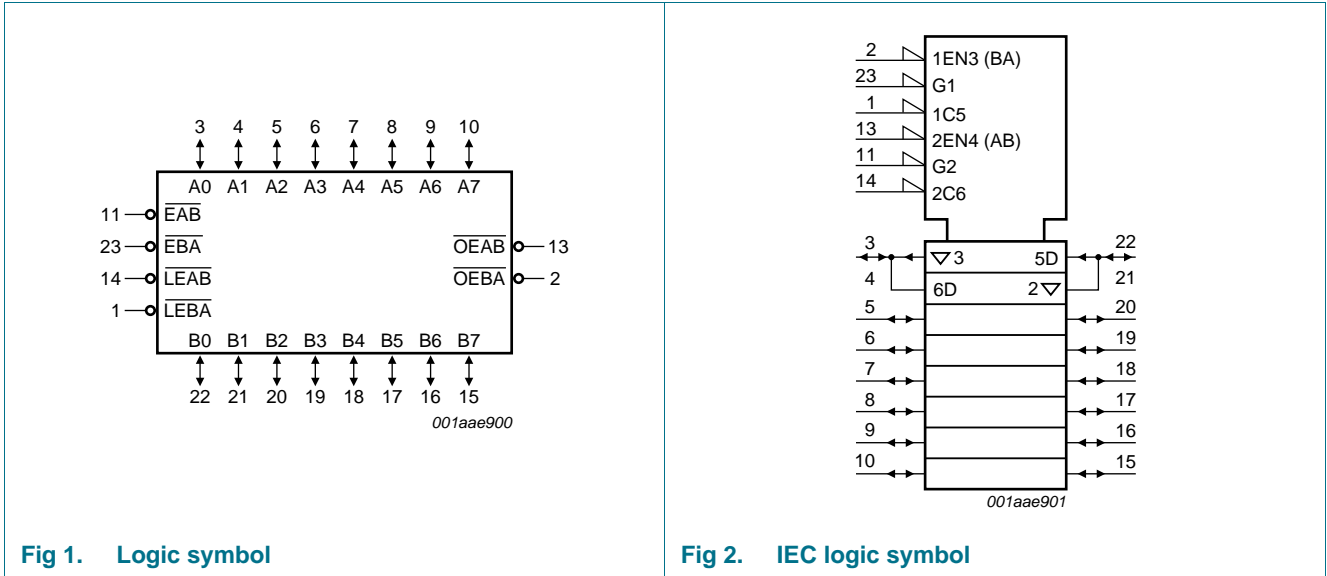 3 4 5 6 7 8 9 10
A0 A1 A2 A3 A4 A5 A6 A7
11 EAB
23 EBA OEAB 13
14 LEAB OEBA 2
1 LEBA
B0 B1 B2 B3 B4 B5 B6 B7
22 21 20 19 18 17 16 15
001aae900
Fig 1. Logic symbol
2 1EN3 (BA)
23 G1
1 1C5
13 2EN4 (AB)
11 G2
14 2C6
3 ▽3 5D 22
4 6D 2▽ 21
5 20
6 19
7 18
8 17
9 16
10 15
001aae901
Fig 2. IEC logic symbol